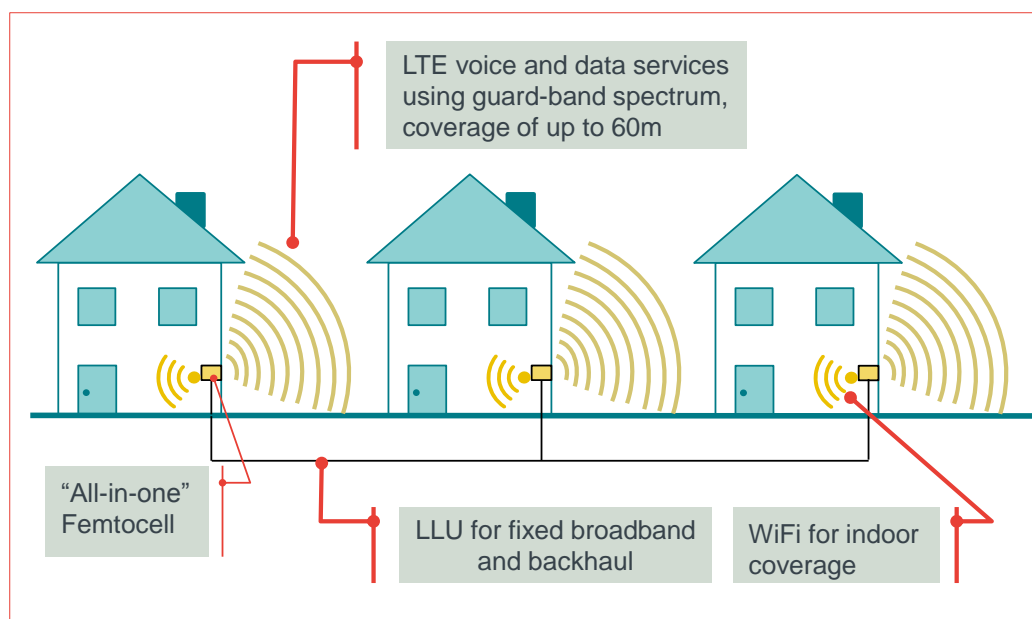 LTE voice and data services
using guard-band spectrum,
coverage of up to 60m
“All-in-one”
Femtocell
LLU for fixed broadband
and backhaul
WiFi for indoor
coverage